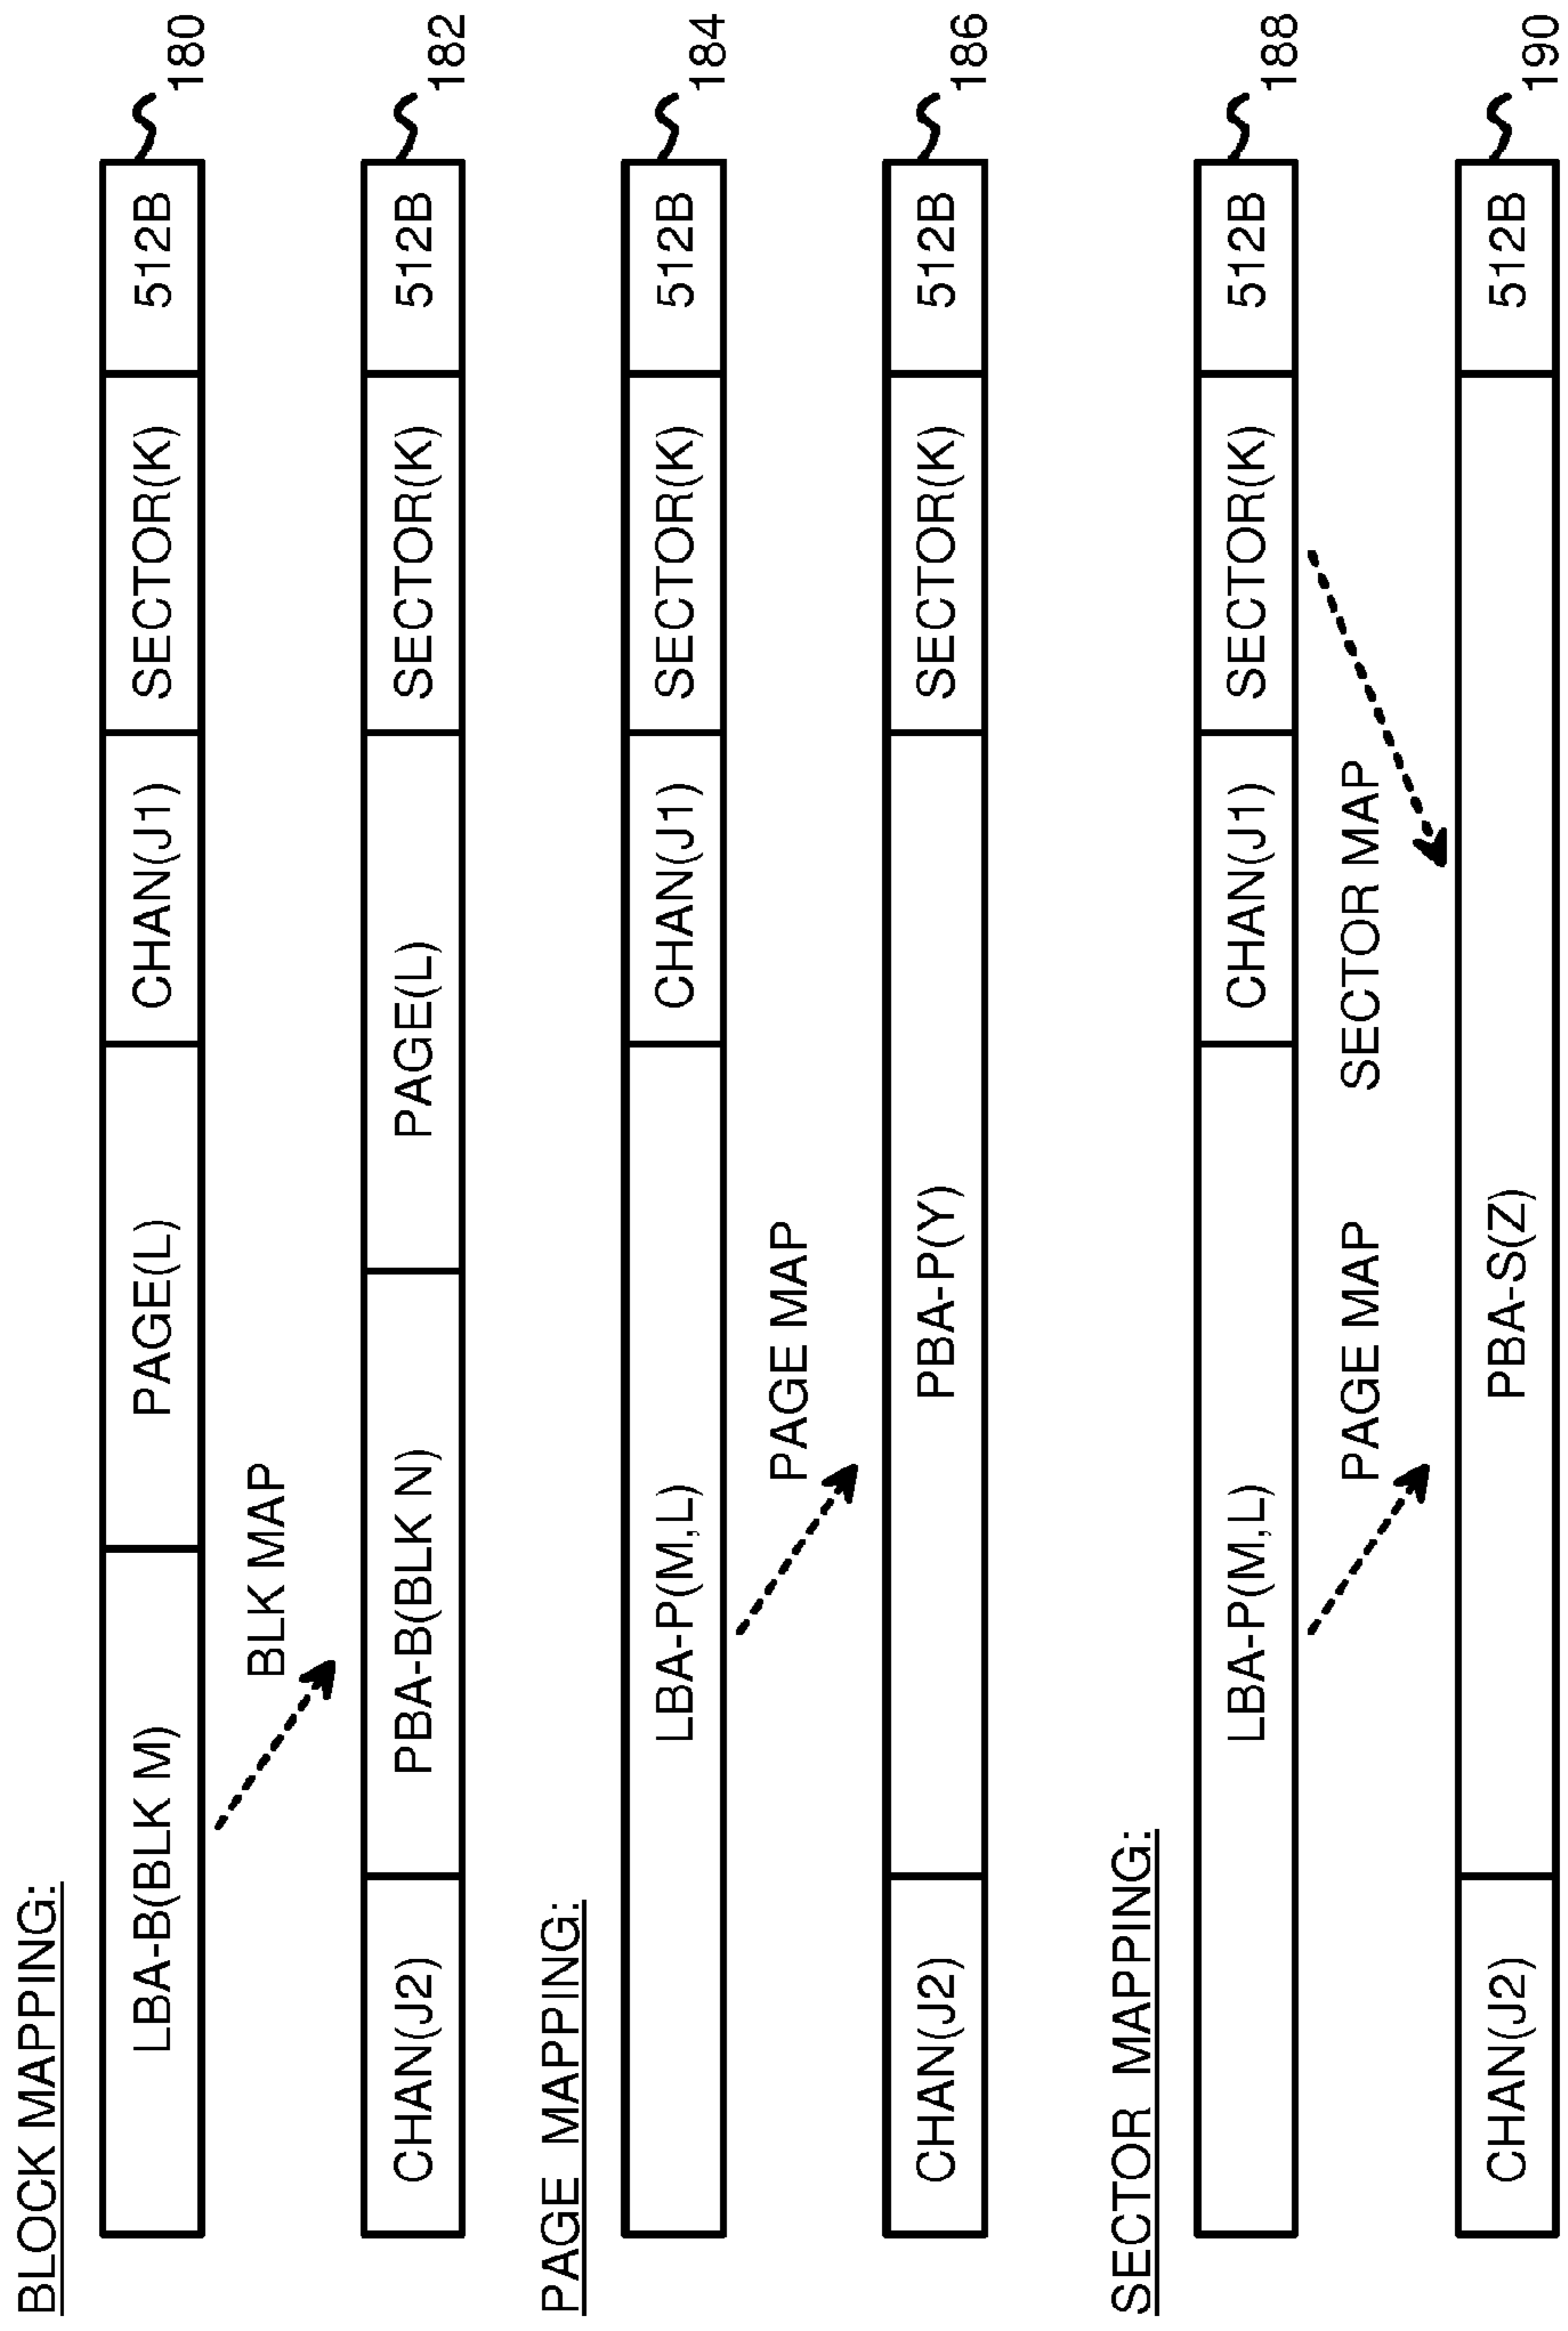 BLOCK MAPPING:
LBA-B(BLK M) PAGE(L) CHAN(J1) SECTOR(K) 512B 180
BLK MAP
CHAN(J2) PBA-B(BLK N) PAGE(L) SECTOR(K) 512B 182
PAGE MAPPING:
LBA-P(M,L) CHAN(J1) SECTOR(K) 512B 184
PAGE MAP
CHAN(J2) PBA-P(Y) SECTOR(K) 512B 186
SECTOR MAPPING:
LBA-P(M,L) CHAN(J1) SECTOR(K) 512B 188
PAGE MAP SECTOR MAP
CHAN(J2) PBA-S(Z) 512B 190